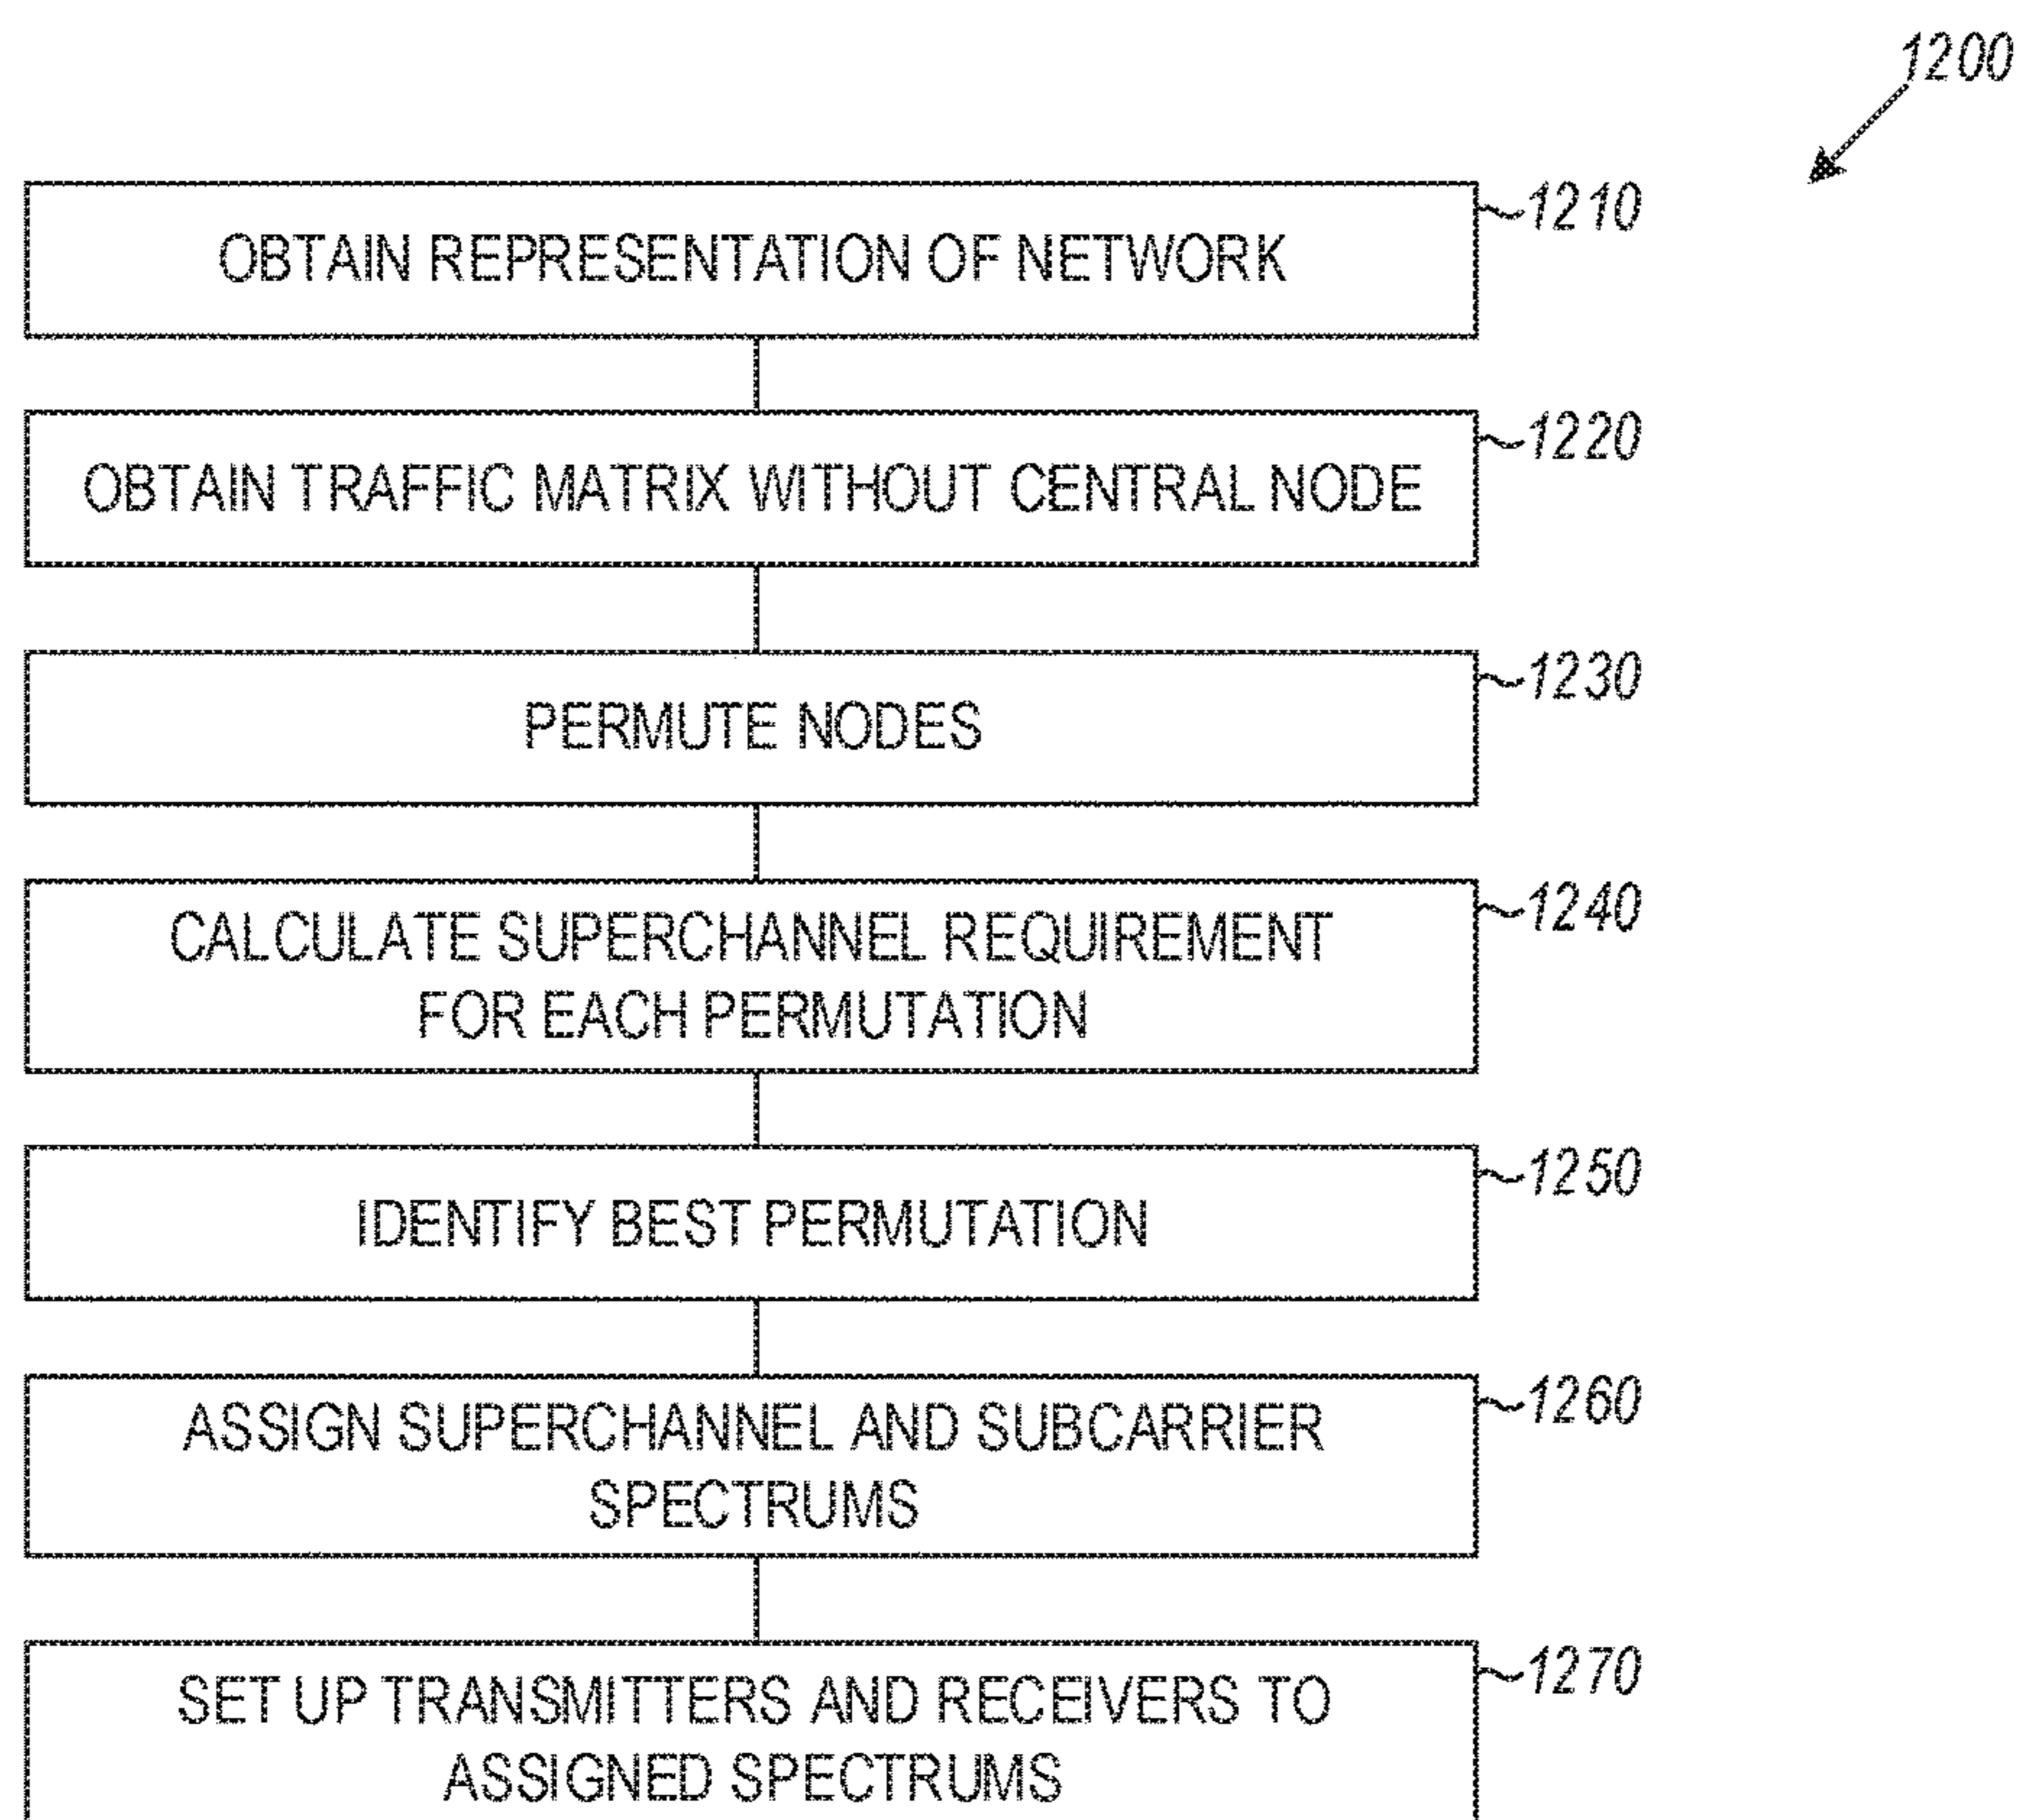 1200
OBTAIN REPRESENTATION OF NETWORK
1210
OBTAIN TRAFFIC MATRIX WITHOUT CENTRAL NODE
1220
PERMUTE NODES
1230
CALCULATE SUPERCHANNEL REQUIREMENT
FOR EACH PERMUTATION
1240
IDENTIFY BEST PERMUTATION
1250
ASSIGN SUPERCHANNEL AND SUBCARRIER
SPECTRUMS
1260
SET UP TRANSMITTERS AND RECEIVERS TO
ASSIGNED SPECTRUMS
1270